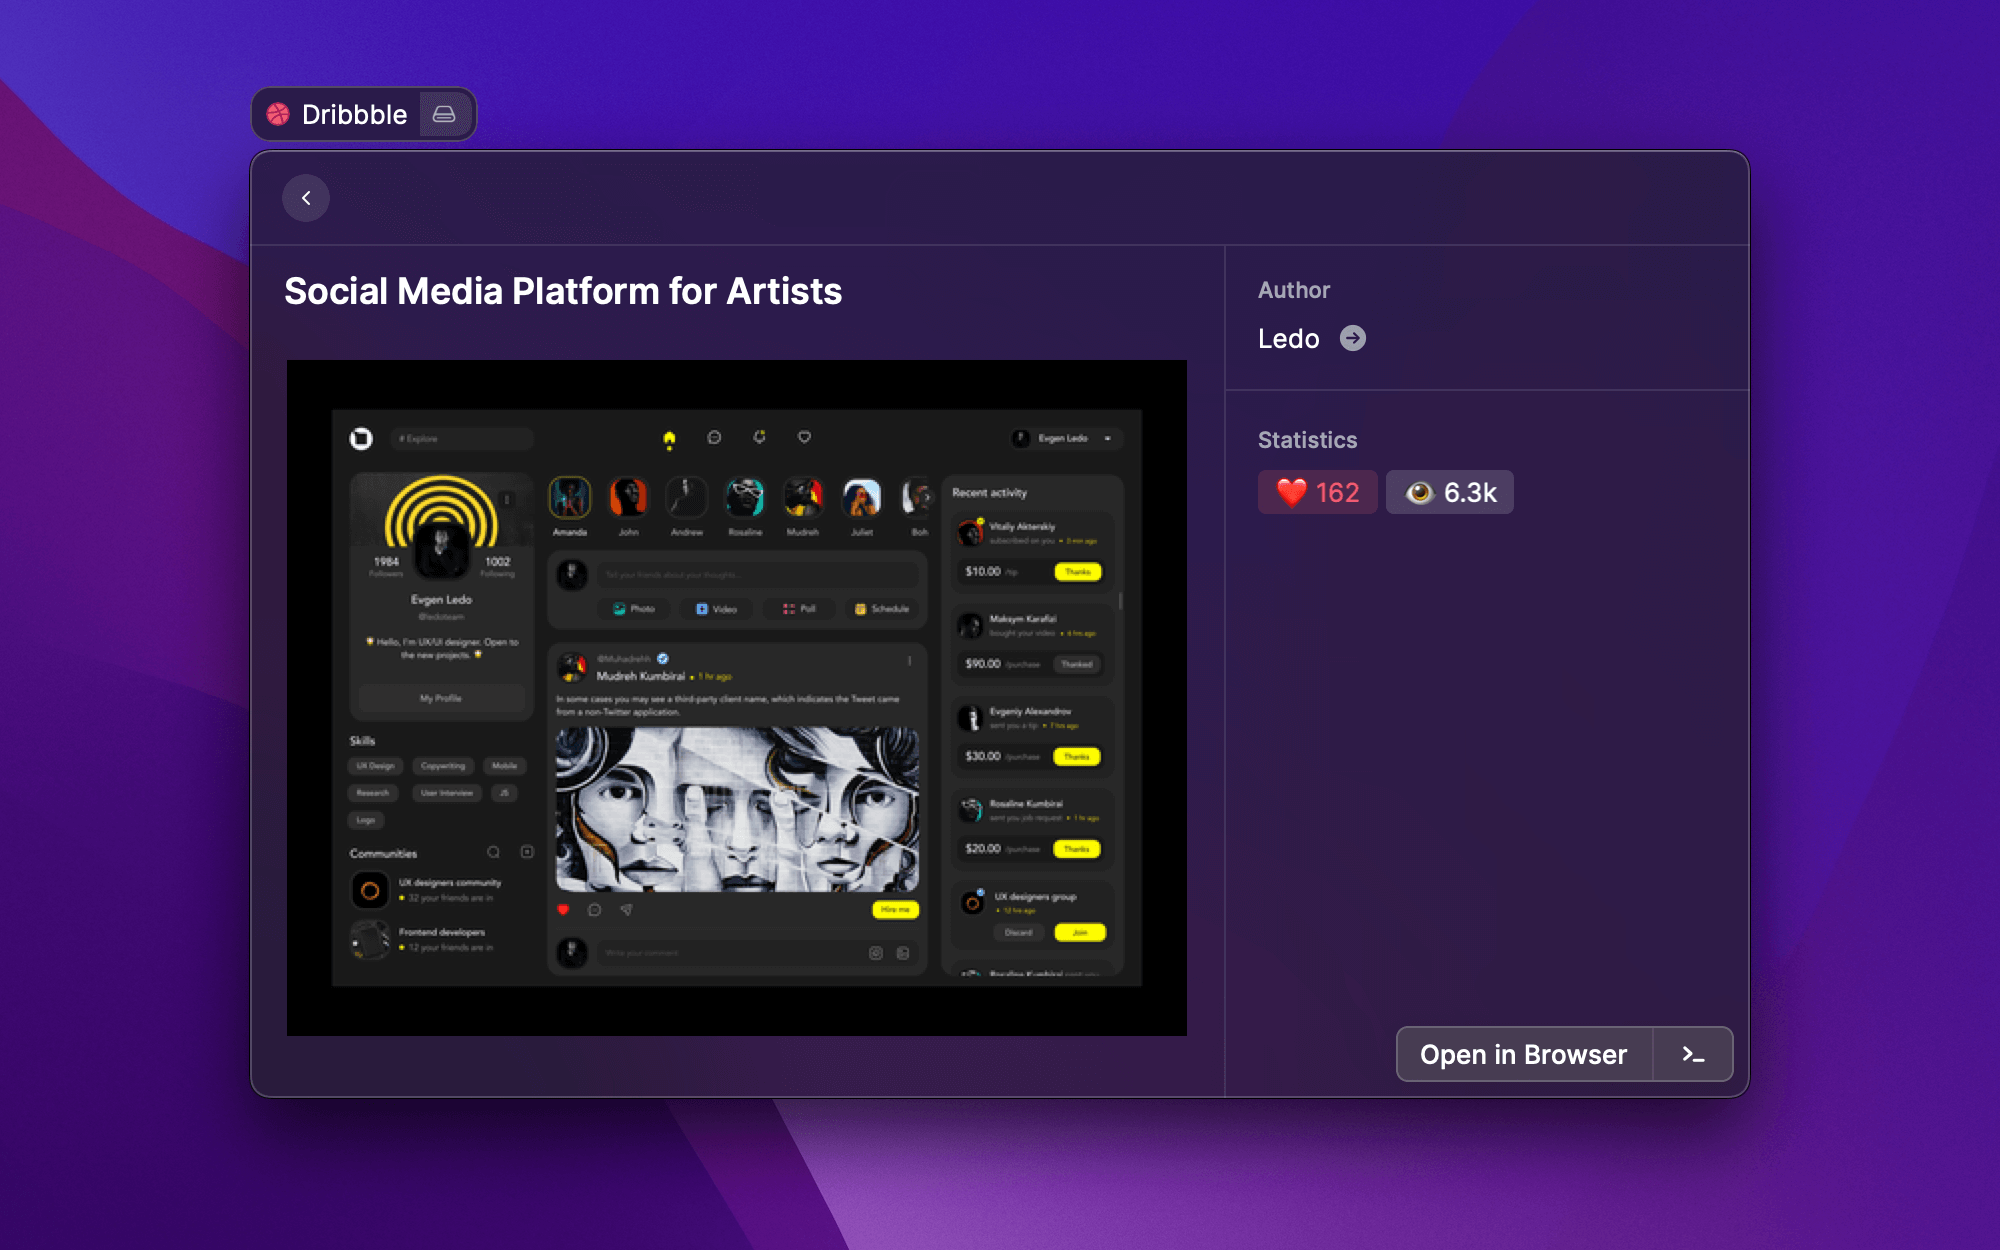 Dribbble
Social Media Platform for Artists
Author
Ledo
Statistics
162
6.3k
Open in Browser
# Explore
Evgen Ledo
1984
Followers
1002
Following
Evgen Ledo
@ledoteam
Hello, I'm UX/UI designer. Open to
the new projects.
My Profile
Skills
UX Design
Copywriting
Mobile
Research
User Interview
JS
Logo
Communities
UX designers community
32 your friends are in
Frontend developers
12 your friends are in
Amanda
John
Andrew
Rosaline
Mudreh
Juliet
Boh
Tell your friends about your thoughts...
Photo
Video
Poll
Schedule
@Muhadrehh
Mudreh Kumbirai • 1 hr ago
In some cases you may see a third-party client name, which indicates the Tweet came
from a non-Twitter application.
Hire me
Write your comment
Recent activity
Vitaly Akterskiy
subscribed on you • 3 min ago
$10.00 /tip
Thanks
Maksym Karafizi
bought your video • 6 hrs ago
$90.00 /purchase
Thanked
Evgeniy Alexandrov
sent you a tip • 7 hrs ago
$30.00 /purchase
Thanks
Rosaline Kumbirai
sent you job request • 1 hr ago
$20.00 /purchase
Thanks
UX designers group
• 12 hrs ago
Discard
Join
Rosaline Kumbirai sent you